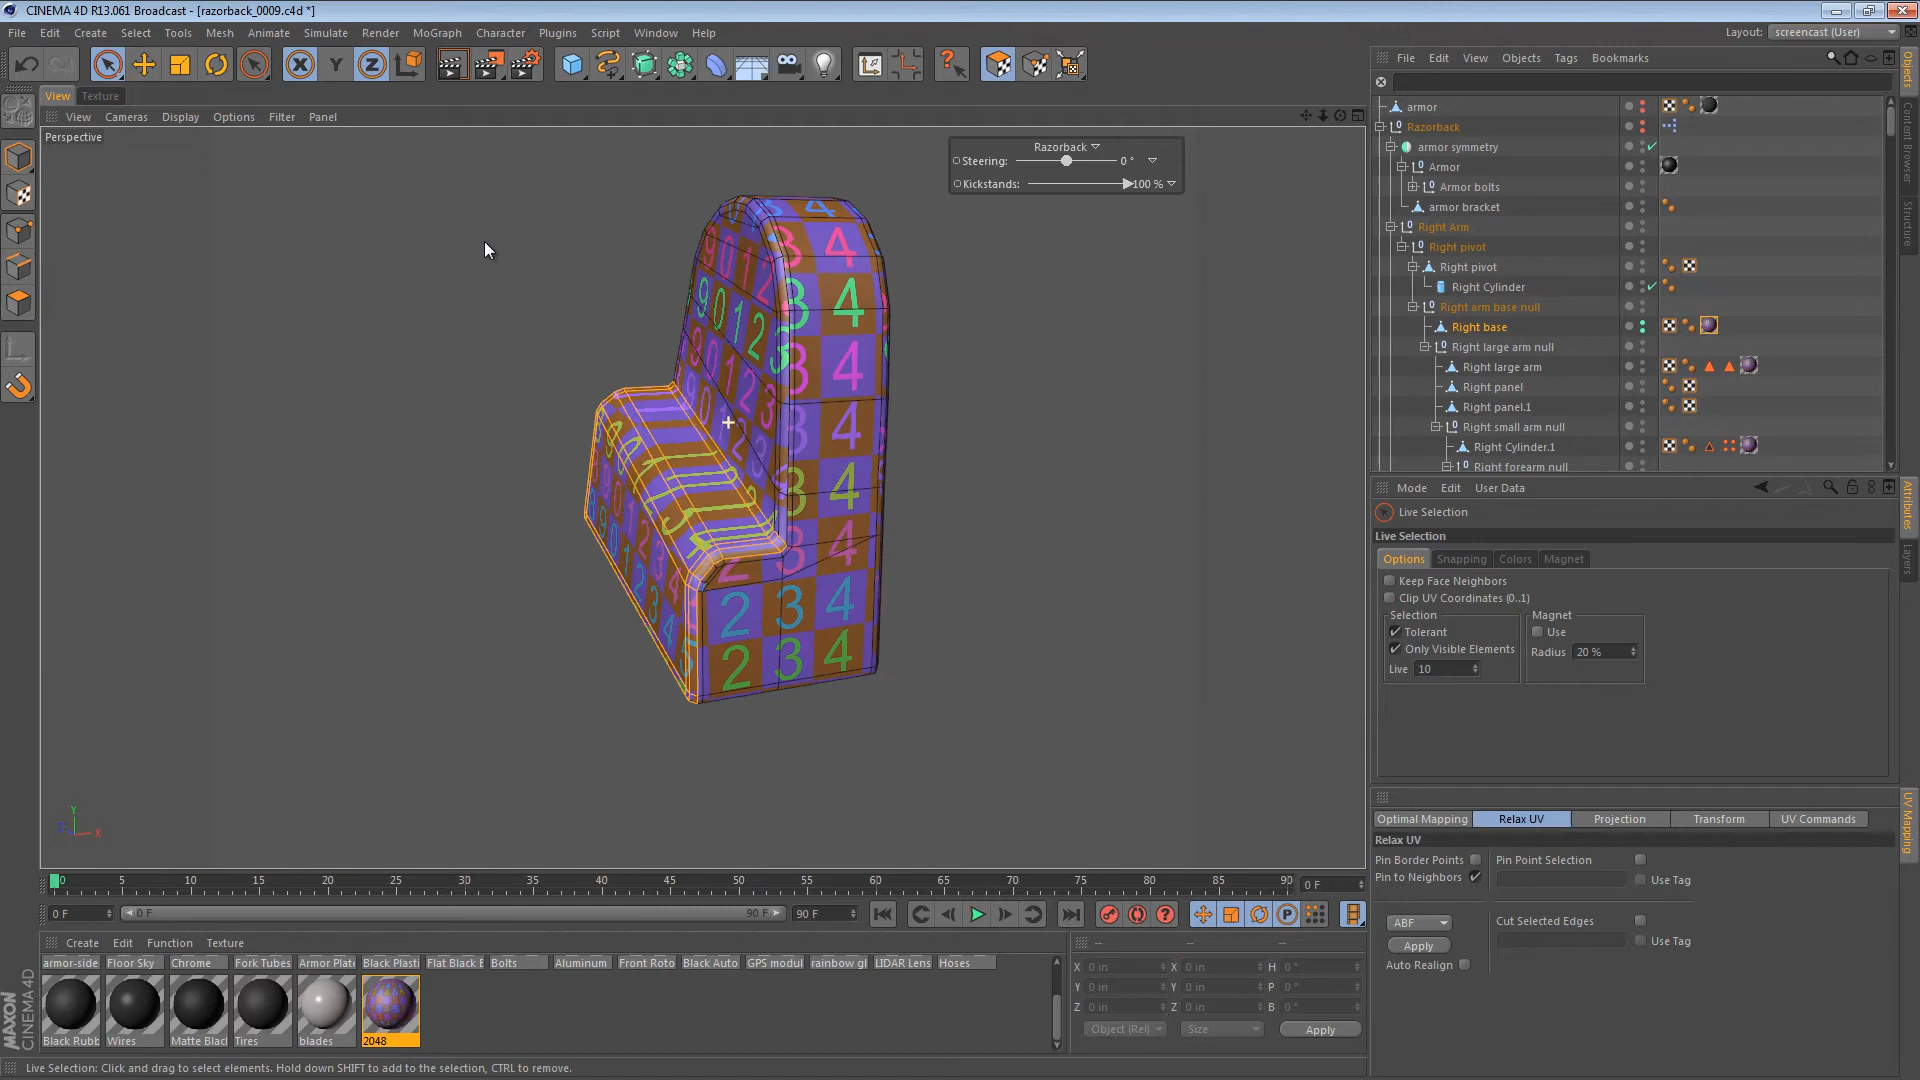 CINEMA 4D R13.061 Broadcast - [razorback_0009.c4d *]
File Edit Create Select Tools Mesh Animate Simulate Render MoGraph Character Plugins Script Window Help
Layout: screencast (User)
X Y Z
File Edit View Objects Tags Bookmarks
View Texture
View Cameras Display Options Filter Panel
Perspective
Razorback
Steering: 0 °
Kickstands: 100 %
armor
Razorback
armor symmetry
Armor
Armor bolts
armor bracket
Right Arm
Right pivot
Right pivot
Right Cylinder
Right arm base null
Right base
Right large arm null
Right large arm
Right panel
Right panel.1
Right small arm null
Right Cylinder.1
Right forearm null
Objects
Content Browser
Structure
Mode Edit User Data
Live Selection
Live Selection
Options Snapping Colors Magnet
Keep Face Neighbors
Clip UV Coordinates (0..1)
Selection
Magnet
Tolerant
Use
Only Visible Elements
Radius 20 %
Live 10
Attributes
Layers
Optimal Mapping Relax UV Projection Transform UV Commands
Relax UV
Pin Border Points
Pin Point Selection
Pin to Neighbors
Use Tag
ABF
Cut Selected Edges
Apply
Use Tag
Auto Realign
UV Mapping
0 5 10 15 20 25 30 35 40 45 50 55 60 65 70 75 80 85 90 0 F
0 F 0 F 90 F 90 F
Create Edit Function Texture
armor-side Floor Sky Chrome Fork Tubes Armor Plat Black Plasti Flat Black Bolts Aluminum Front Roto Black Auto GPS modul rainbow gl LIDAR Lens Hoses
Black Rubb Wires Matte Blacl Tires blades 2048
-- -- --
X 0 in X 0 in H 0 °
Y 0 in Y 0 in P 0 °
Z 0 in Z 0 in B 0 °
Object (Rel) Size Apply
MAXON CINEMA 4D
Live Selection: Click and drag to select elements. Hold down SHIFT to add to the selection, CTRL to remove.